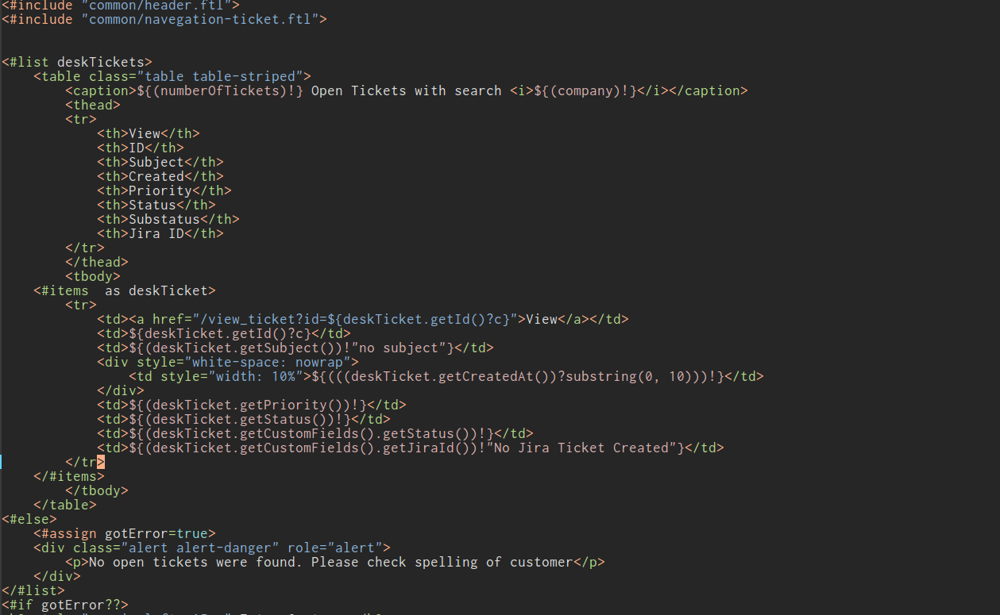 <#include "common/header.ftl">
<#include "common/navegation-ticket.ftl">
<#list deskTickets>
<table class="table table-striped">
<caption>${(numberOfTickets)!} Open Tickets with search <i>${(company)!}</i></caption>
<thead>
<tr>
<th>View</th>
<th>ID</th>
<th>Subject</th>
<th>Created</th>
<th>Priority</th>
<th>Status</th>
<th>Substatus</th>
<th>Jira ID</th>
</tr>
</thead>
<tbody>
<#items  as deskTicket>
<tr>
<td><a href="/view_ticket?id=${deskTicket.getId()?c}">View</a></td>
<td>${deskTicket.getId()?c}</td>
<td>${(deskTicket.getSubject())!"no subject"}</td>
<div style="white-space: nowrap">
<td style="width: 10%">${(((deskTicket.getCreatedAt())?substring(0, 10)))!}</td>
</div>
<td>${(deskTicket.getPriority())!}</td>
<td>${(deskTicket.getStatus())!}</td>
<td>${(deskTicket.getCustomFields().getStatus())!}</td>
<td>${(deskTicket.getCustomFields().getJiraId())!"No Jira Ticket Created"}</td>
</tr>
</#items>
</tbody>
</table>
<#else>
<#assign gotError=true>
<div class="alert alert-danger" role="alert">
<p>No open tickets were found. Please check spelling of customer</p>
</div>
</#list>
<#if gotError??>